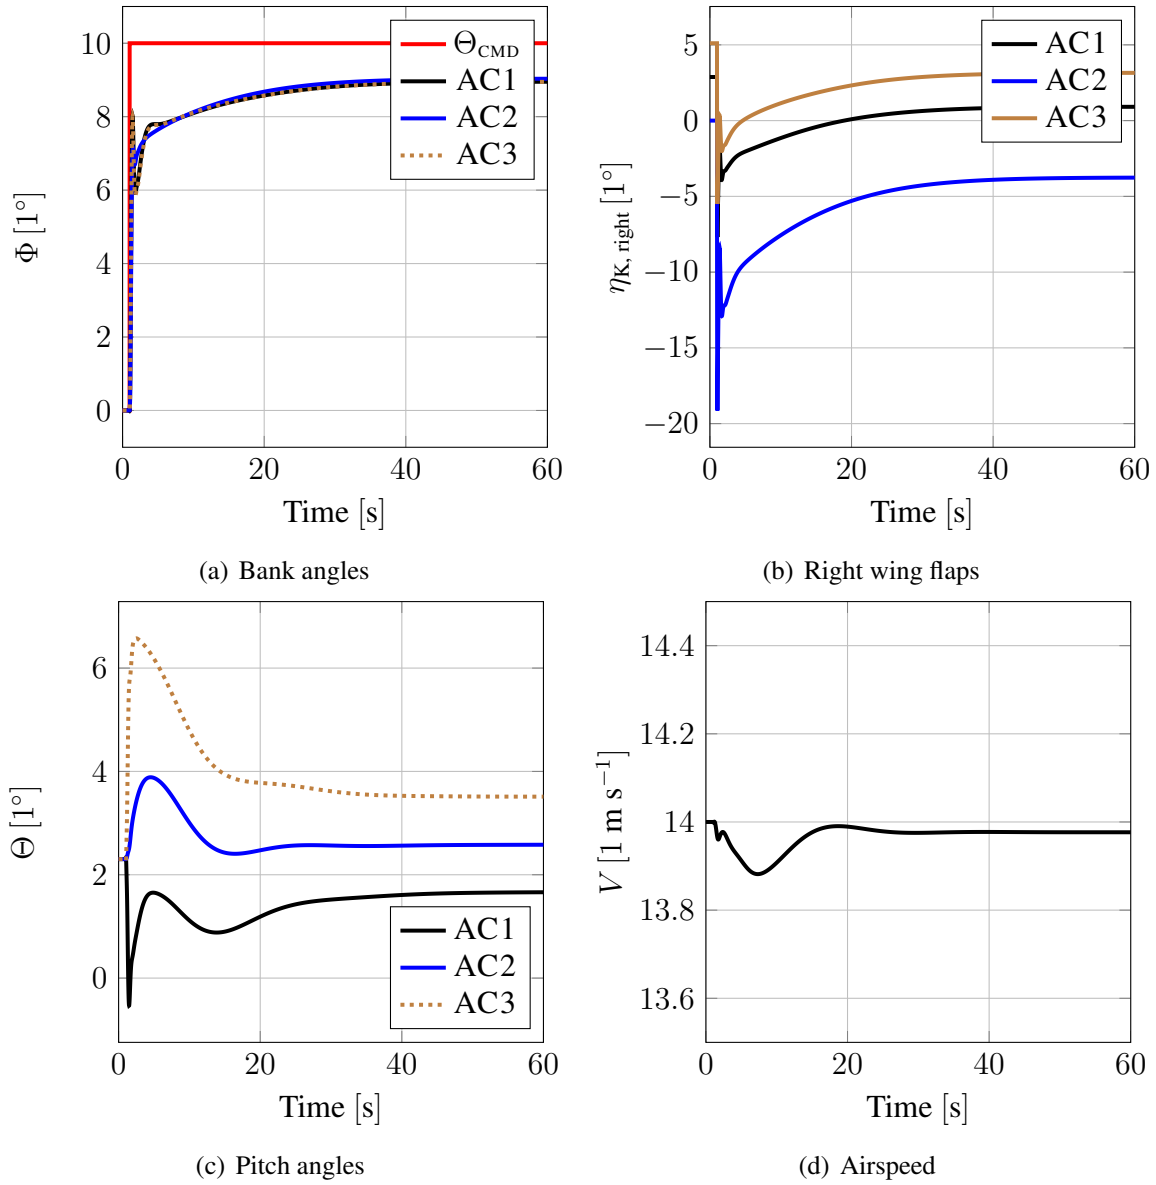 10
8
6
4
2
0
Φ [1°]
ΘCMD
AC1
AC2
AC3
0 20 40 60
Time [s]
(a) Bank angles
5
0
−5
−10
−15
−20
ηK, right [1°]
AC1
AC2
AC3
0 20 40 60
Time [s]
(b) Right wing flaps
6
4
2
0
Θ [1°]
AC1
AC2
AC3
0 20 40 60
Time [s]
(c) Pitch angles
14.4
14.2
14
13.8
13.6
V [1 m s−1]
0 20 40 60
Time [s]
(d) Airspeed